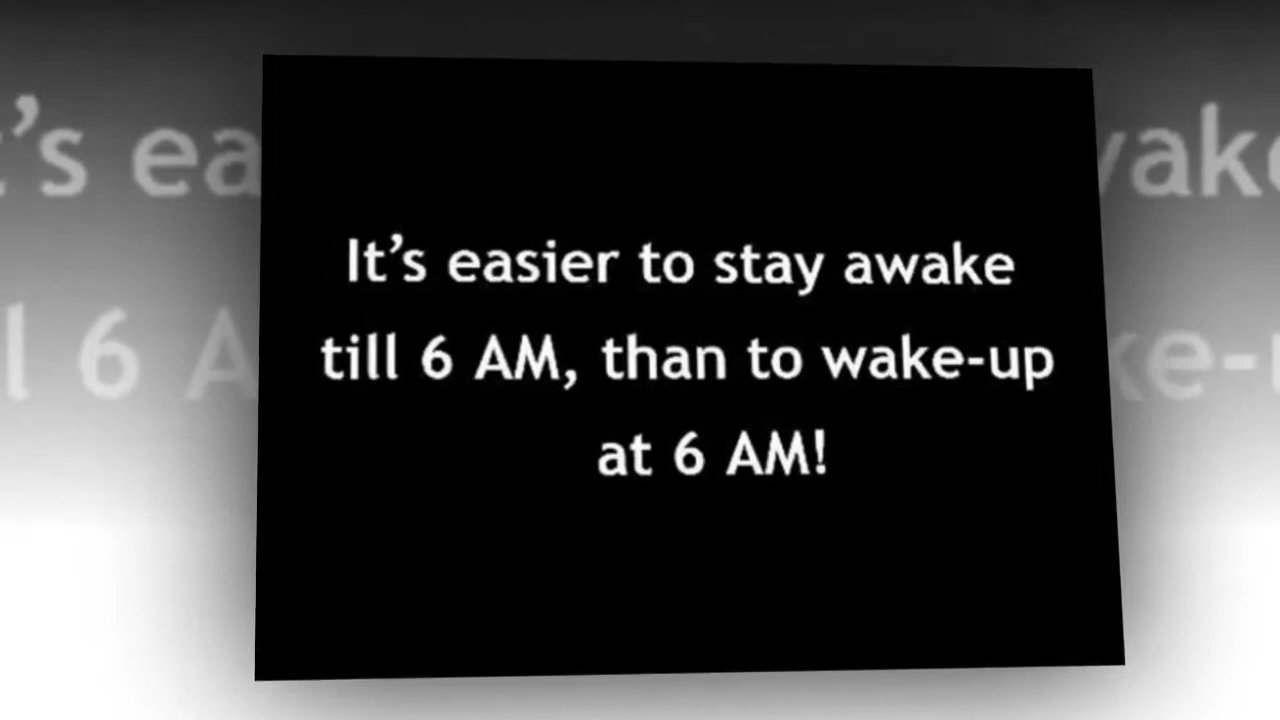 It’s easier to stay awake
till 6 AM, than to wake-up
at 6 AM!